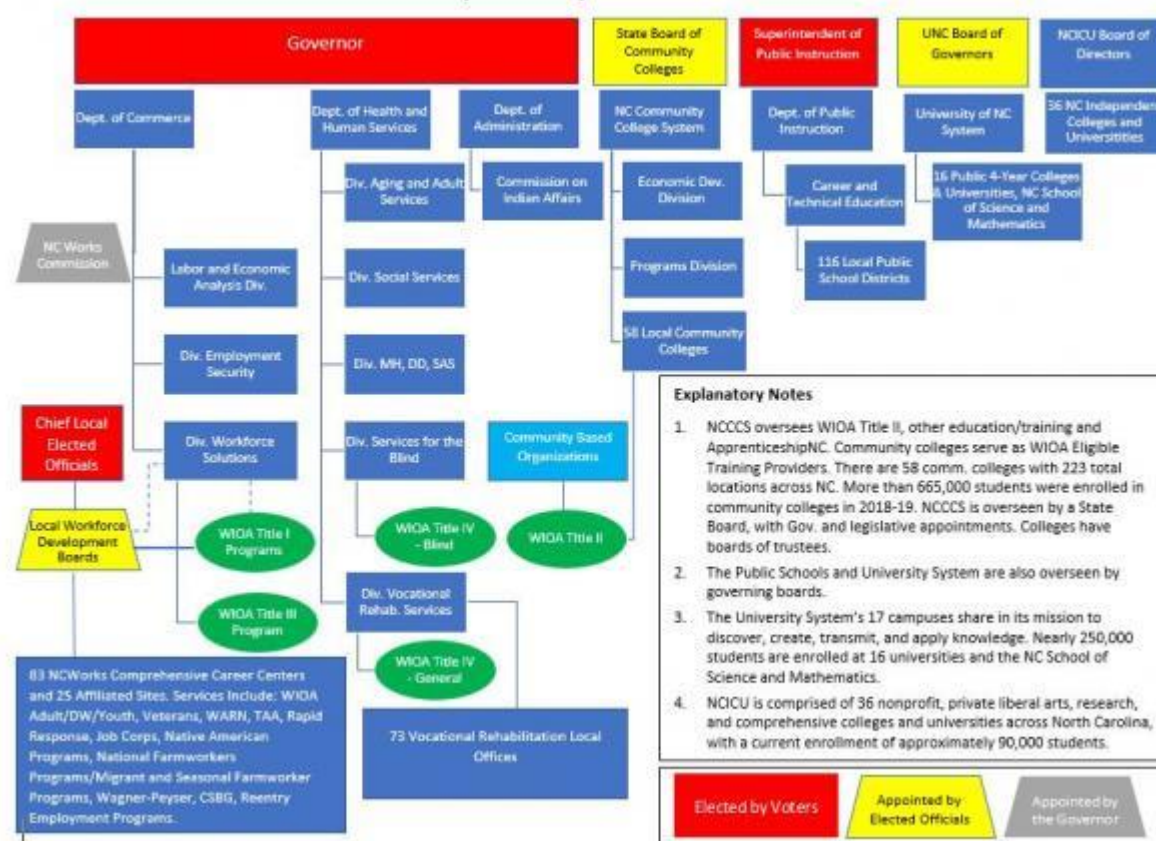 Governor
State Board of
Community
Colleges
Superintendent of
Public Instruction
UNC Board of
Governors
NCICU Board of
Directors
Dept. of Commerce
Dept. of Health and
Human Services
Dept. of
Administration
NC Community
College System
Dept. of Public
Instruction
University of NC
System
36 NC Independent
Colleges and
Universitities
Div. Aging and Adult
Services
Commission on
Indian Affairs
Economic Dev.
Division
Career and
Technical Education
16 Public 4-Year Colleges
& Universities, NC School
of Science and
Mathematics
NC Works
Commission
Labor and Economic
Analysis Div.
Div. Social Services
Programs Division
116 Local Public
School Districts
Div. Employment
Security
Div. MH, DD, SAS
58 Local Community
Colleges
Chief Local
Elected
Officials
Div. Workforce
Solutions
Div. Services for the
Blind
Community Based
Organizations
Local Workforce
Development
Boards
WIOA Title I
Programs
WIOA Title IV
- Blind
WIOA Title II
WIOA Title III
Program
Div. Vocational
Rehab. Services
WIOA Title IV
- General
83 NCWorks Comprehensive Career Centers
and 25 Affiliated Sites. Services Include: WIOA
Adult/DW/Youth, Veterans, WARN, TAA, Rapid
Response, Job Corps, Native American
Programs, National Farmworkers
Programs/Migrant and Seasonal Farmworker
Programs, Wagner-Peyser, CSBG, Reentry
Employment Programs.
73 Vocational Rehabilitation Local
Offices
Explanatory Notes
1. NCCCS oversees WIOA Title II, other education/training and
ApprenticeshipNC. Community colleges serve as WIOA Eligible
Training Providers. There are 58 comm. colleges with 223 total
locations across NC. More than 665,000 students were enrolled in
community colleges in 2018-19. NCCCS is overseen by a State
Board, with Gov. and legislative appointments. Colleges have
boards of trustees.
2. The Public Schools and University System are also overseen by
governing boards.
3. The University System's 17 campuses share in its mission to
discover, create, transmit, and apply knowledge. Nearly 250,000
students are enrolled at 16 universities and the NC School of
Science and Mathematics.
4. NCICU is comprised of 36 nonprofit, private liberal arts, research,
and comprehensive colleges and universities across North Carolina,
with a current enrollment of approximately 90,000 students.
Elected by Voters
Appointed by
Elected Officials
Appointed by
the Governor